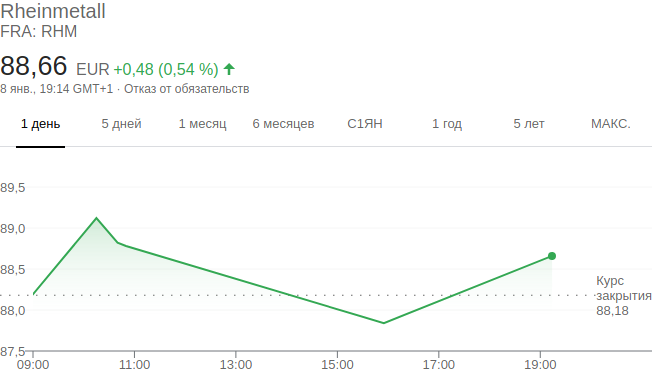 Rheinmetall
FRA: RHM
88,66 EUR +0,48 (0,54 %)
8 янв., 19:14 GMT+1 · Отказ от обязательств
1 день 5 дней 1 месяц 6 месяцев С1ЯН 1 год 5 лет МАКС.
89,5
89,0
88,5
88,0
87,5
Курс
закрытия
88,18
09:00 11:00 13:00 15:00 17:00 19:00